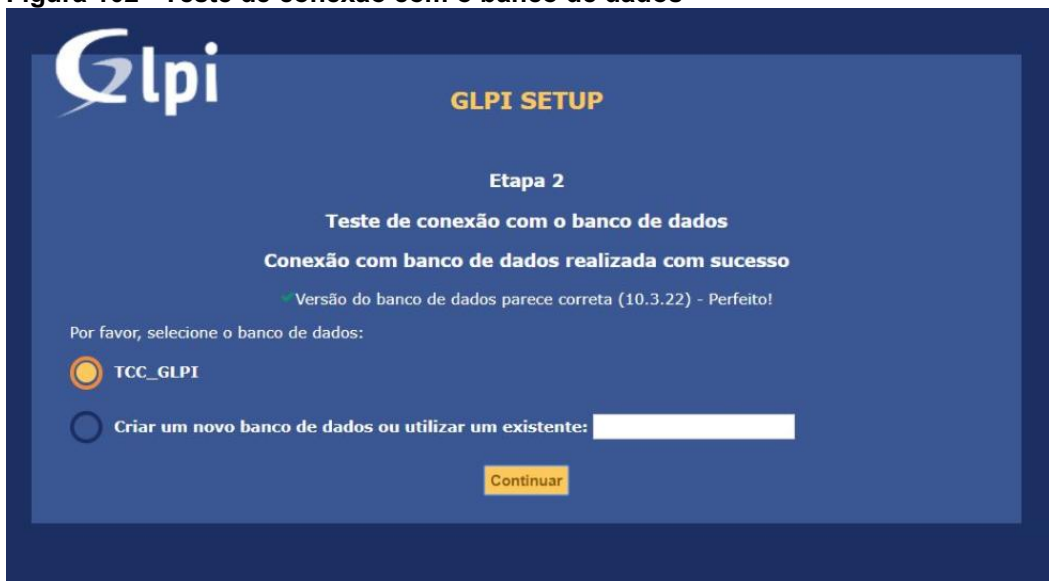 Figura 102 - Teste de conexão com o banco de dados
Glpi
GLPI SETUP
Etapa 2
Teste de conexão com o banco de dados
Conexão com banco de dados realizada com sucesso
Versão do banco de dados parece correta (10.3.22) - Perfeito!
Por favor, selecione o banco de dados:
TCC_GLPI
Criar um novo banco de dados ou utilizar um existente:
Continuar